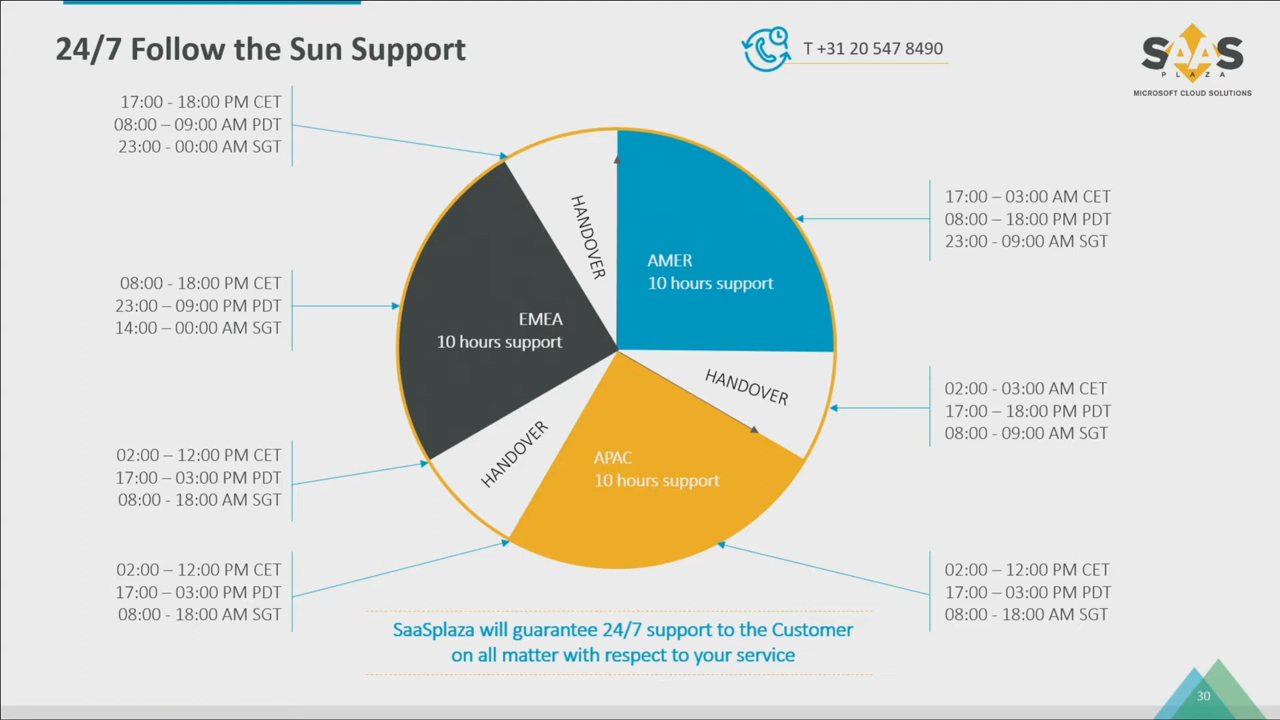 24/7 Follow the Sun Support
T +31 20 547 8490
SAAS
PLAZA
MICROSOFT CLOUD SOLUTIONS
17:00 - 18:00 PM CET
08:00 – 09:00 AM PDT
23:00 - 00:00 AM SGT
08:00 - 18:00 PM CET
23:00 – 09:00 PM PDT
14:00 – 00:00 AM SGT
02:00 – 12:00 PM CET
17:00 – 03:00 PM PDT
08:00 - 18:00 AM SGT
02:00 – 12:00 PM CET
17:00 – 03:00 PM PDT
08:00 - 18:00 AM SGT
HANDOVER
AMER
10 hours support
EMEA
10 hours support
HANDOVER
HANDOVER
APAC
10 hours support
17:00 – 03:00 AM CET
08:00 – 18:00 PM PDT
23:00 - 09:00 AM SGT
02:00 - 03:00 AM CET
17:00 – 18:00 PM PDT
08:00 - 09:00 AM SGT
02:00 – 12:00 PM CET
17:00 – 03:00 PM PDT
08:00 - 18:00 AM SGT
SaaSplaza will guarantee 24/7 support to the Customer
on all matter with respect to your service
30